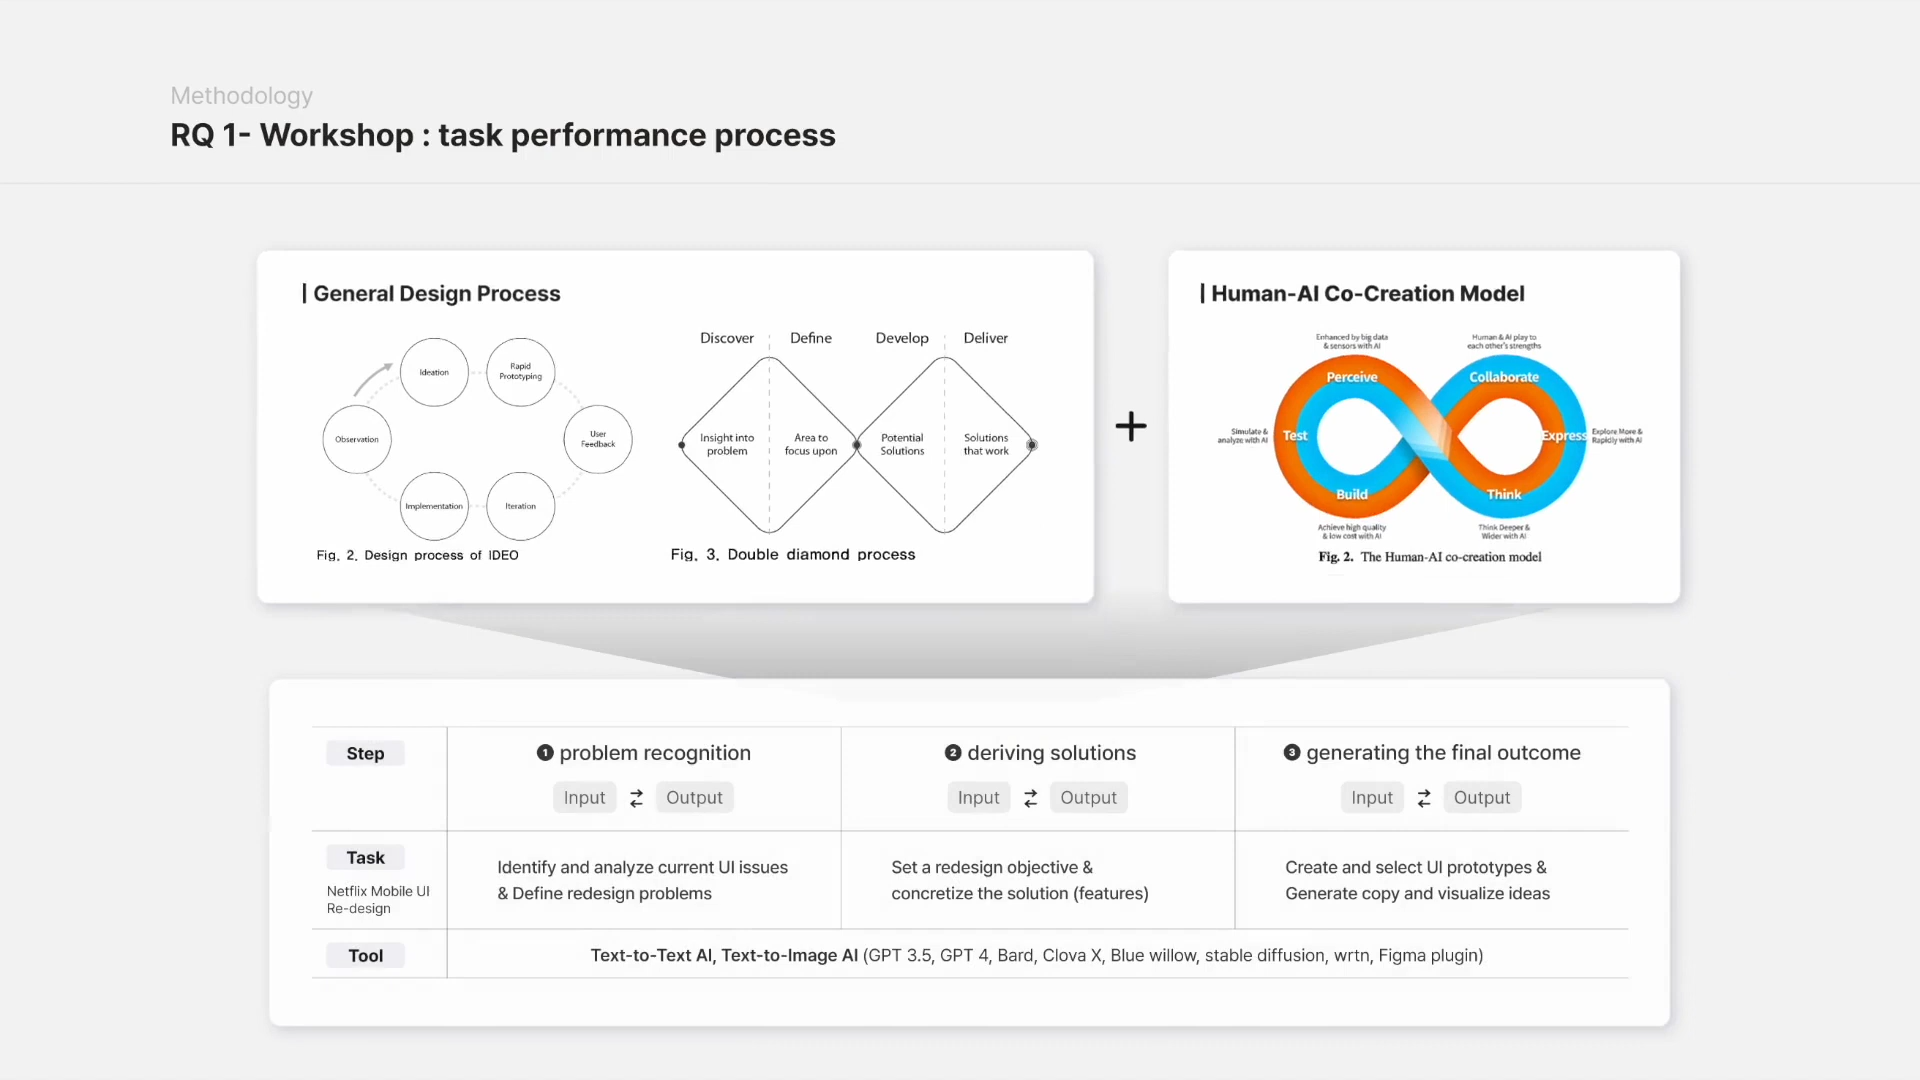 Methodology
RQ 1- Workshop : task performance process
General Design Process
Ideation
Rapid
Prototyping
Observation
User
Feedback
Implementation
Iteration
Fig. 2. Design process of IDEO
Discover
Define
Develop
Deliver
Insight into
problem
Area to
focus upon
Potential
Solutions
Solutions
that work
Fig. 3. Double diamond process
+
Human-AI Co-Creation Model
Enhanced by big data
& sensors with AI
Human & AI play to
each other's strengths
Perceive
Collaborate
Simulate &
analyze with AI
Test
Express
Explore More &
Rapidly with AI
Build
Think
Achieve high quality
& low cost with AI
Think Deeper &
Wider with AI
Fig. 2. The Human-AI co-creation model
Step
1 problem recognition
Input ⇄ Output
2 deriving solutions
Input ⇄ Output
3 generating the final outcome
Input ⇄ Output
Task
Netflix Mobile UI
Re-design
Identify and analyze current UI issues
& Define redesign problems
Set a redesign objective &
concretize the solution (features)
Create and select UI prototypes &
Generate copy and visualize ideas
Tool
Text-to-Text AI, Text-to-Image AI (GPT 3.5, GPT 4, Bard, Clova X, Blue willow, stable diffusion, wrtn, Figma plugin)